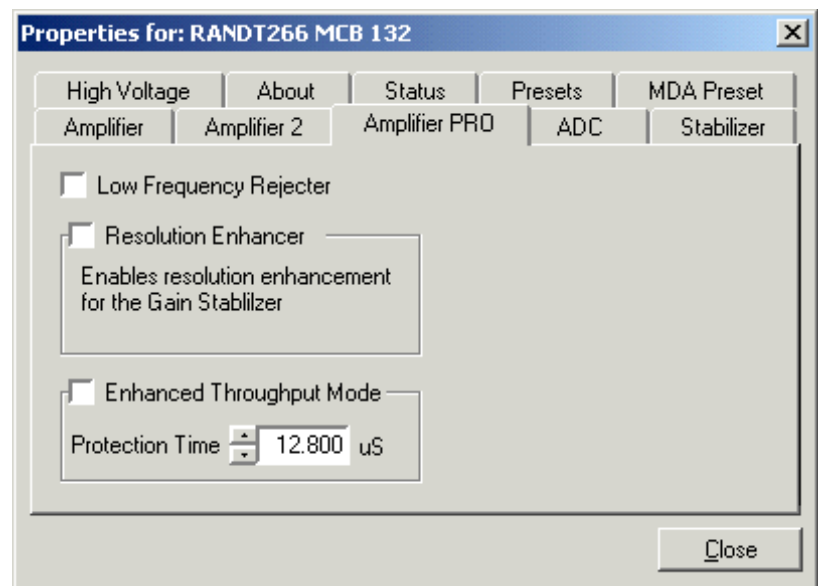 Properties for: RANDT266 MCB 132
High Voltage About Status Presets MDA Preset
Amplifier Amplifier 2 Amplifier PRO ADC Stabilizer
Low Frequency Rejecter
Resolution Enhancer
Enables resolution enhancement
for the Gain Stablilzer
Enhanced Throughput Mode
Protection Time 12.800 uS
Close